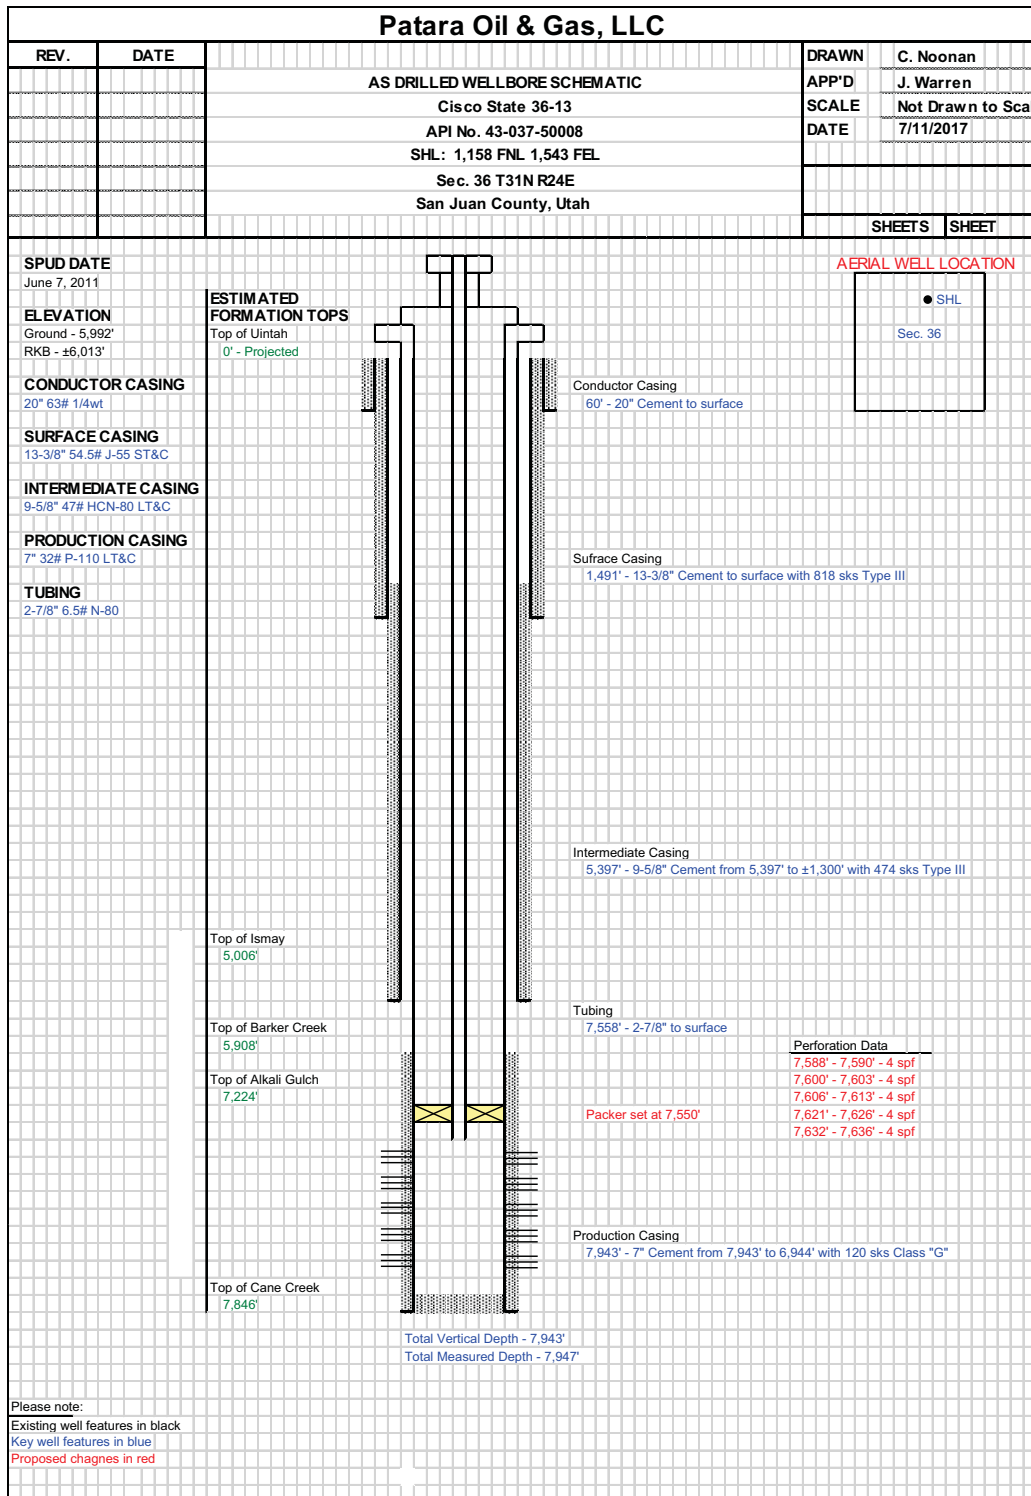 Patara Oil & Gas, LLC
REV. DATE
DRAWN C. Noonan
AS DRILLED WELLBORE SCHEMATIC
APP'D J. Warren
Cisco State 36-13
SCALE Not Drawn to Scal
API No. 43-037-50008
DATE 7/11/2017
SHL: 1,158 FNL 1,543 FEL
Sec. 36 T31N R24E
San Juan County, Utah
SHEETS SHEET
SPUD DATE
June 7, 2011
ELEVATION
Ground - 5,992'
RKB - ±6,013'
CONDUCTOR CASING
20" 63# 1/4wt
SURFACE CASING
13-3/8" 54.5# J-55 ST&C
INTERMEDIATE CASING
9-5/8" 47# HCN-80 LT&C
PRODUCTION CASING
7" 32# P-110 LT&C
TUBING
2-7/8" 6.5# N-80
ESTIMATED
FORMATION TOPS
Top of Uintah
0' - Projected
Top of Ismay
5,006'
Top of Barker Creek
5,908'
Top of Alkali Gulch
7,224'
Top of Cane Creek
7,846'
AERIAL WELL LOCATION
SHL
Sec. 36
Conductor Casing
60' - 20" Cement to surface
Sufrace Casing
1,491' - 13-3/8" Cement to surface with 818 sks Type III
Intermediate Casing
5,397' - 9-5/8" Cement from 5,397' to ±1,300' with 474 sks Type III
Tubing
7,558' - 2-7/8" to surface
Perforation Data
7,588' - 7,590' - 4 spf
7,600' - 7,603' - 4 spf
7,606' - 7,613' - 4 spf
7,621' - 7,626' - 4 spf
7,632' - 7,636' - 4 spf
Packer set at 7,550'
Production Casing
7,943' - 7" Cement from 7,943' to 6,944' with 120 sks Class "G"
Total Vertical Depth - 7,943'
Total Measured Depth - 7,947'
Please note:
Existing well features in black
Key well features in blue
Proposed chagnes in red